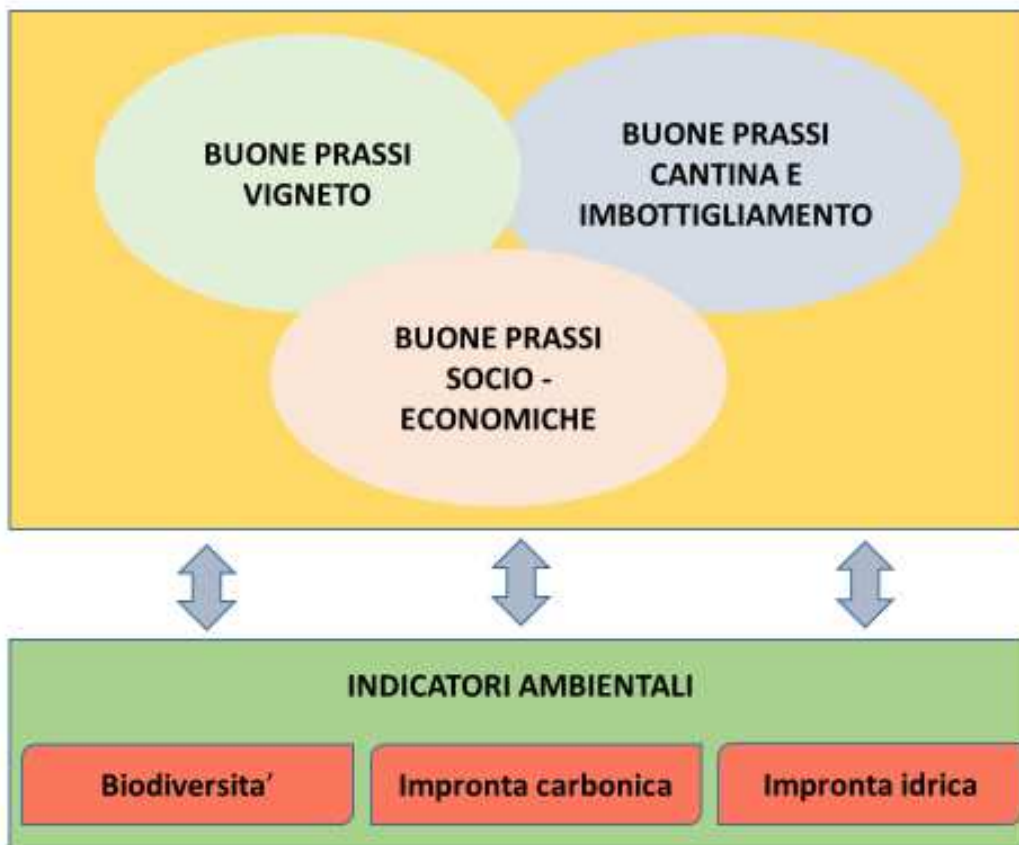 BUONE PRASSI
VIGNETO
BUONE PRASSI
CANTINA E
IMBOTTIGLIAMENTO
BUONE PRASSI
SOCIO -
ECONOMICHE
INDICATORI AMBIENTALI
Biodiversita'
Impronta carbonica
Impronta idrica